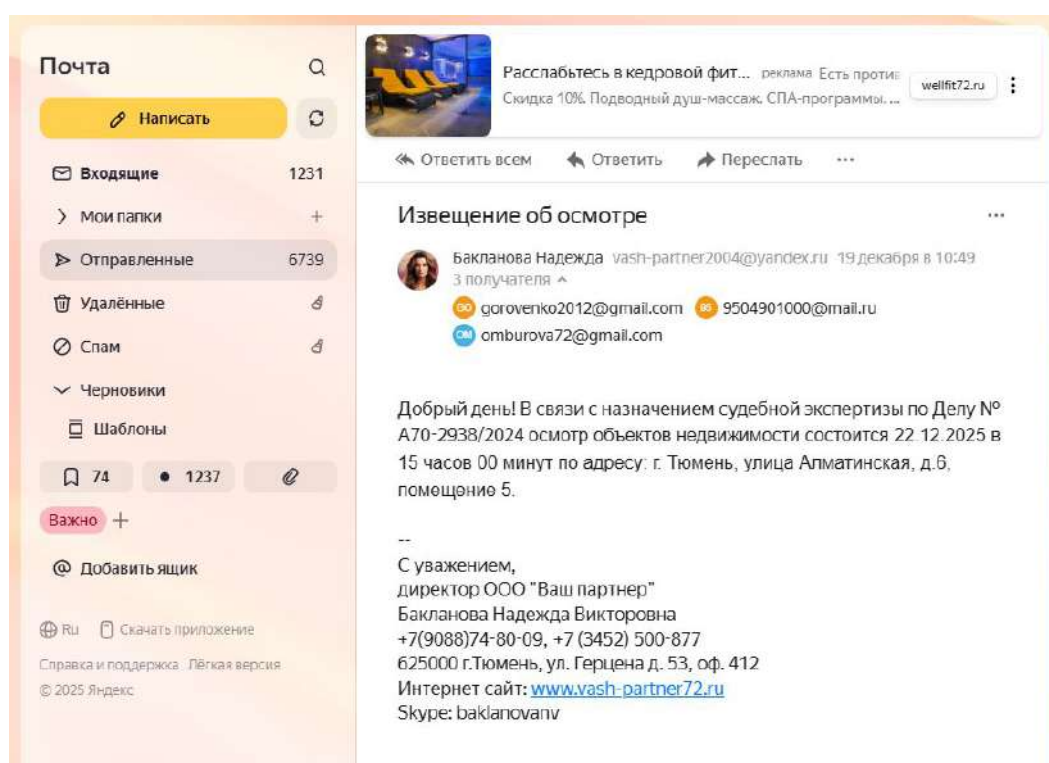 Почта
Написать
Входящие 1231
Мои папки +
Отправленные 6739
Удалённые
Спам
Черновики
Шаблоны
74 • 1237
Важно +
Добавить ящик
Ru Скачать приложение
Справка и поддержка Лёгкая версия
© 2025 Яндекс
Расслабьтесь в кедровой фит... реклама Есть против
Скидка 10%. Подводный душ-массаж. СПА-программы. ...
wellfit72.ru
Ответить всем Ответить Переслать ...
Извещение об осмотре ...
Бакланова Надежда vash-partner2004@yandex.ru 19 декабря в 10:49
3 получателя
GO gorovenko2012@gmail.com 95 9504901000@mail.ru
OM omburova72@gmail.com
Добрый день! В связи с назначением судебной экспертизы по Делу №
А70-2938/2024 осмотр объектов недвижимости состоится 22.12.2025 в
15 часов 00 минут по адресу: г. Тюмень, улица Алматинская, д.6,
помещение 5.
--
С уважением,
директор ООО "Ваш партнер"
Бакланова Надежда Викторовна
+7(9088)74-80-09, +7 (3452) 500-877
625000 г.Тюмень, ул. Герцена д. 53, оф. 412
Интернет сайт: www.vash-partner72.ru
Skype: baklanovanv